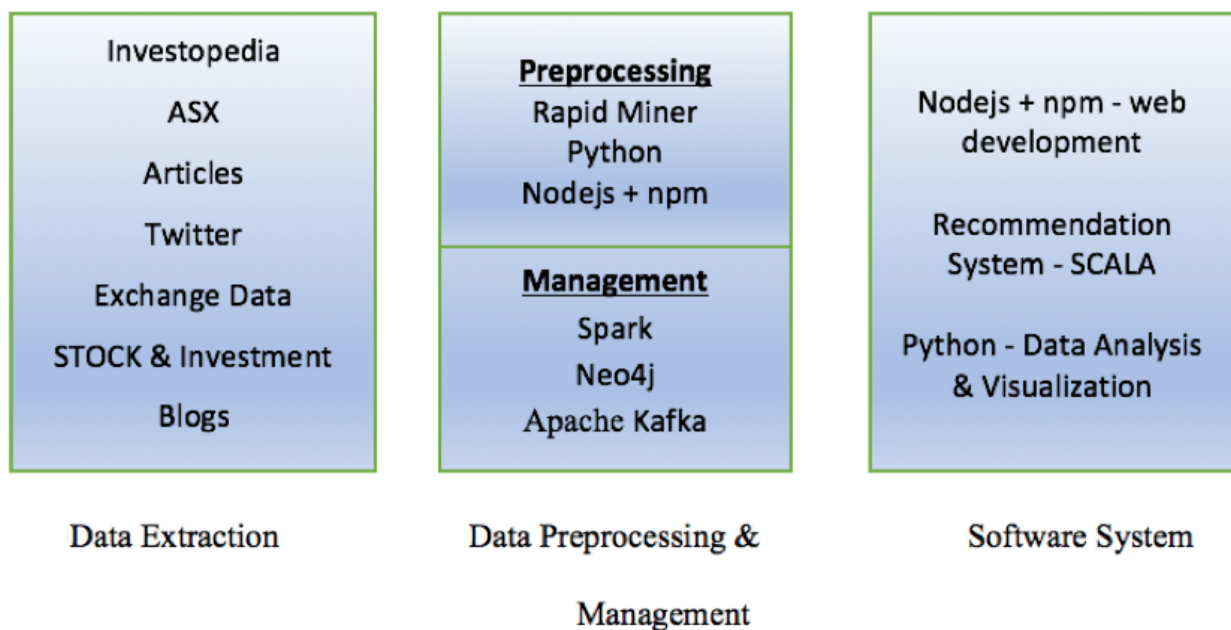 Investopedia
ASX
Articles
Twitter
Exchange Data
STOCK & Investment
Blogs
Preprocessing
Rapid Miner
Python
Nodejs + npm
Management
Spark
Neo4j
Apache Kafka
Nodejs + npm - web
development
Recommendation
System - SCALA
Python - Data Analysis
& Visualization
Data Extraction
Data Preprocessing &
Management
Software System